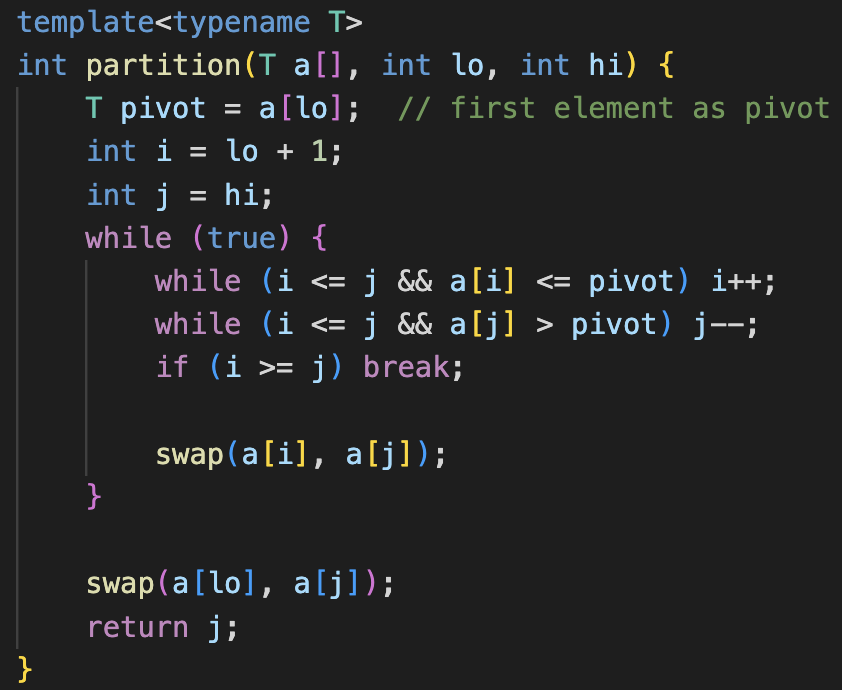 template<typename T>
int partition(T a[], int lo, int hi) {
    T pivot = a[lo];  // first element as pivot
    int i = lo + 1;
    int j = hi;
    while (true) {
        while (i <= j && a[i] <= pivot) i++;
        while (i <= j && a[j] > pivot) j--;
        if (i >= j) break;

        swap(a[i], a[j]);
    }

    swap(a[lo], a[j]);
    return j;
}